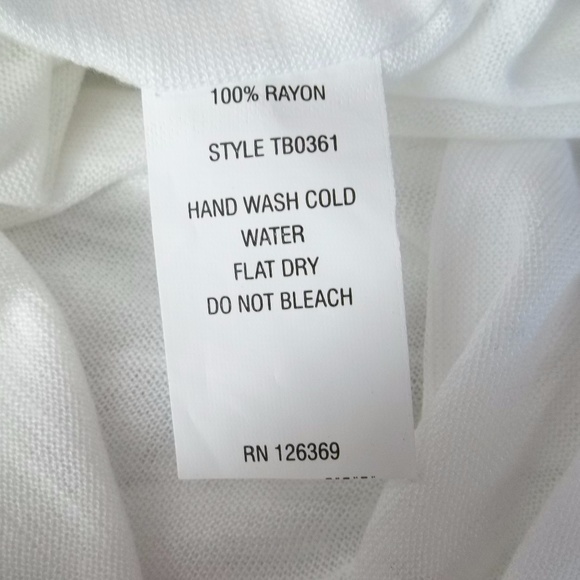 100% RAYON
STYLE TB0361
HAND WASH COLD
WATER
FLAT DRY
DO NOT BLEACH
RN 126369